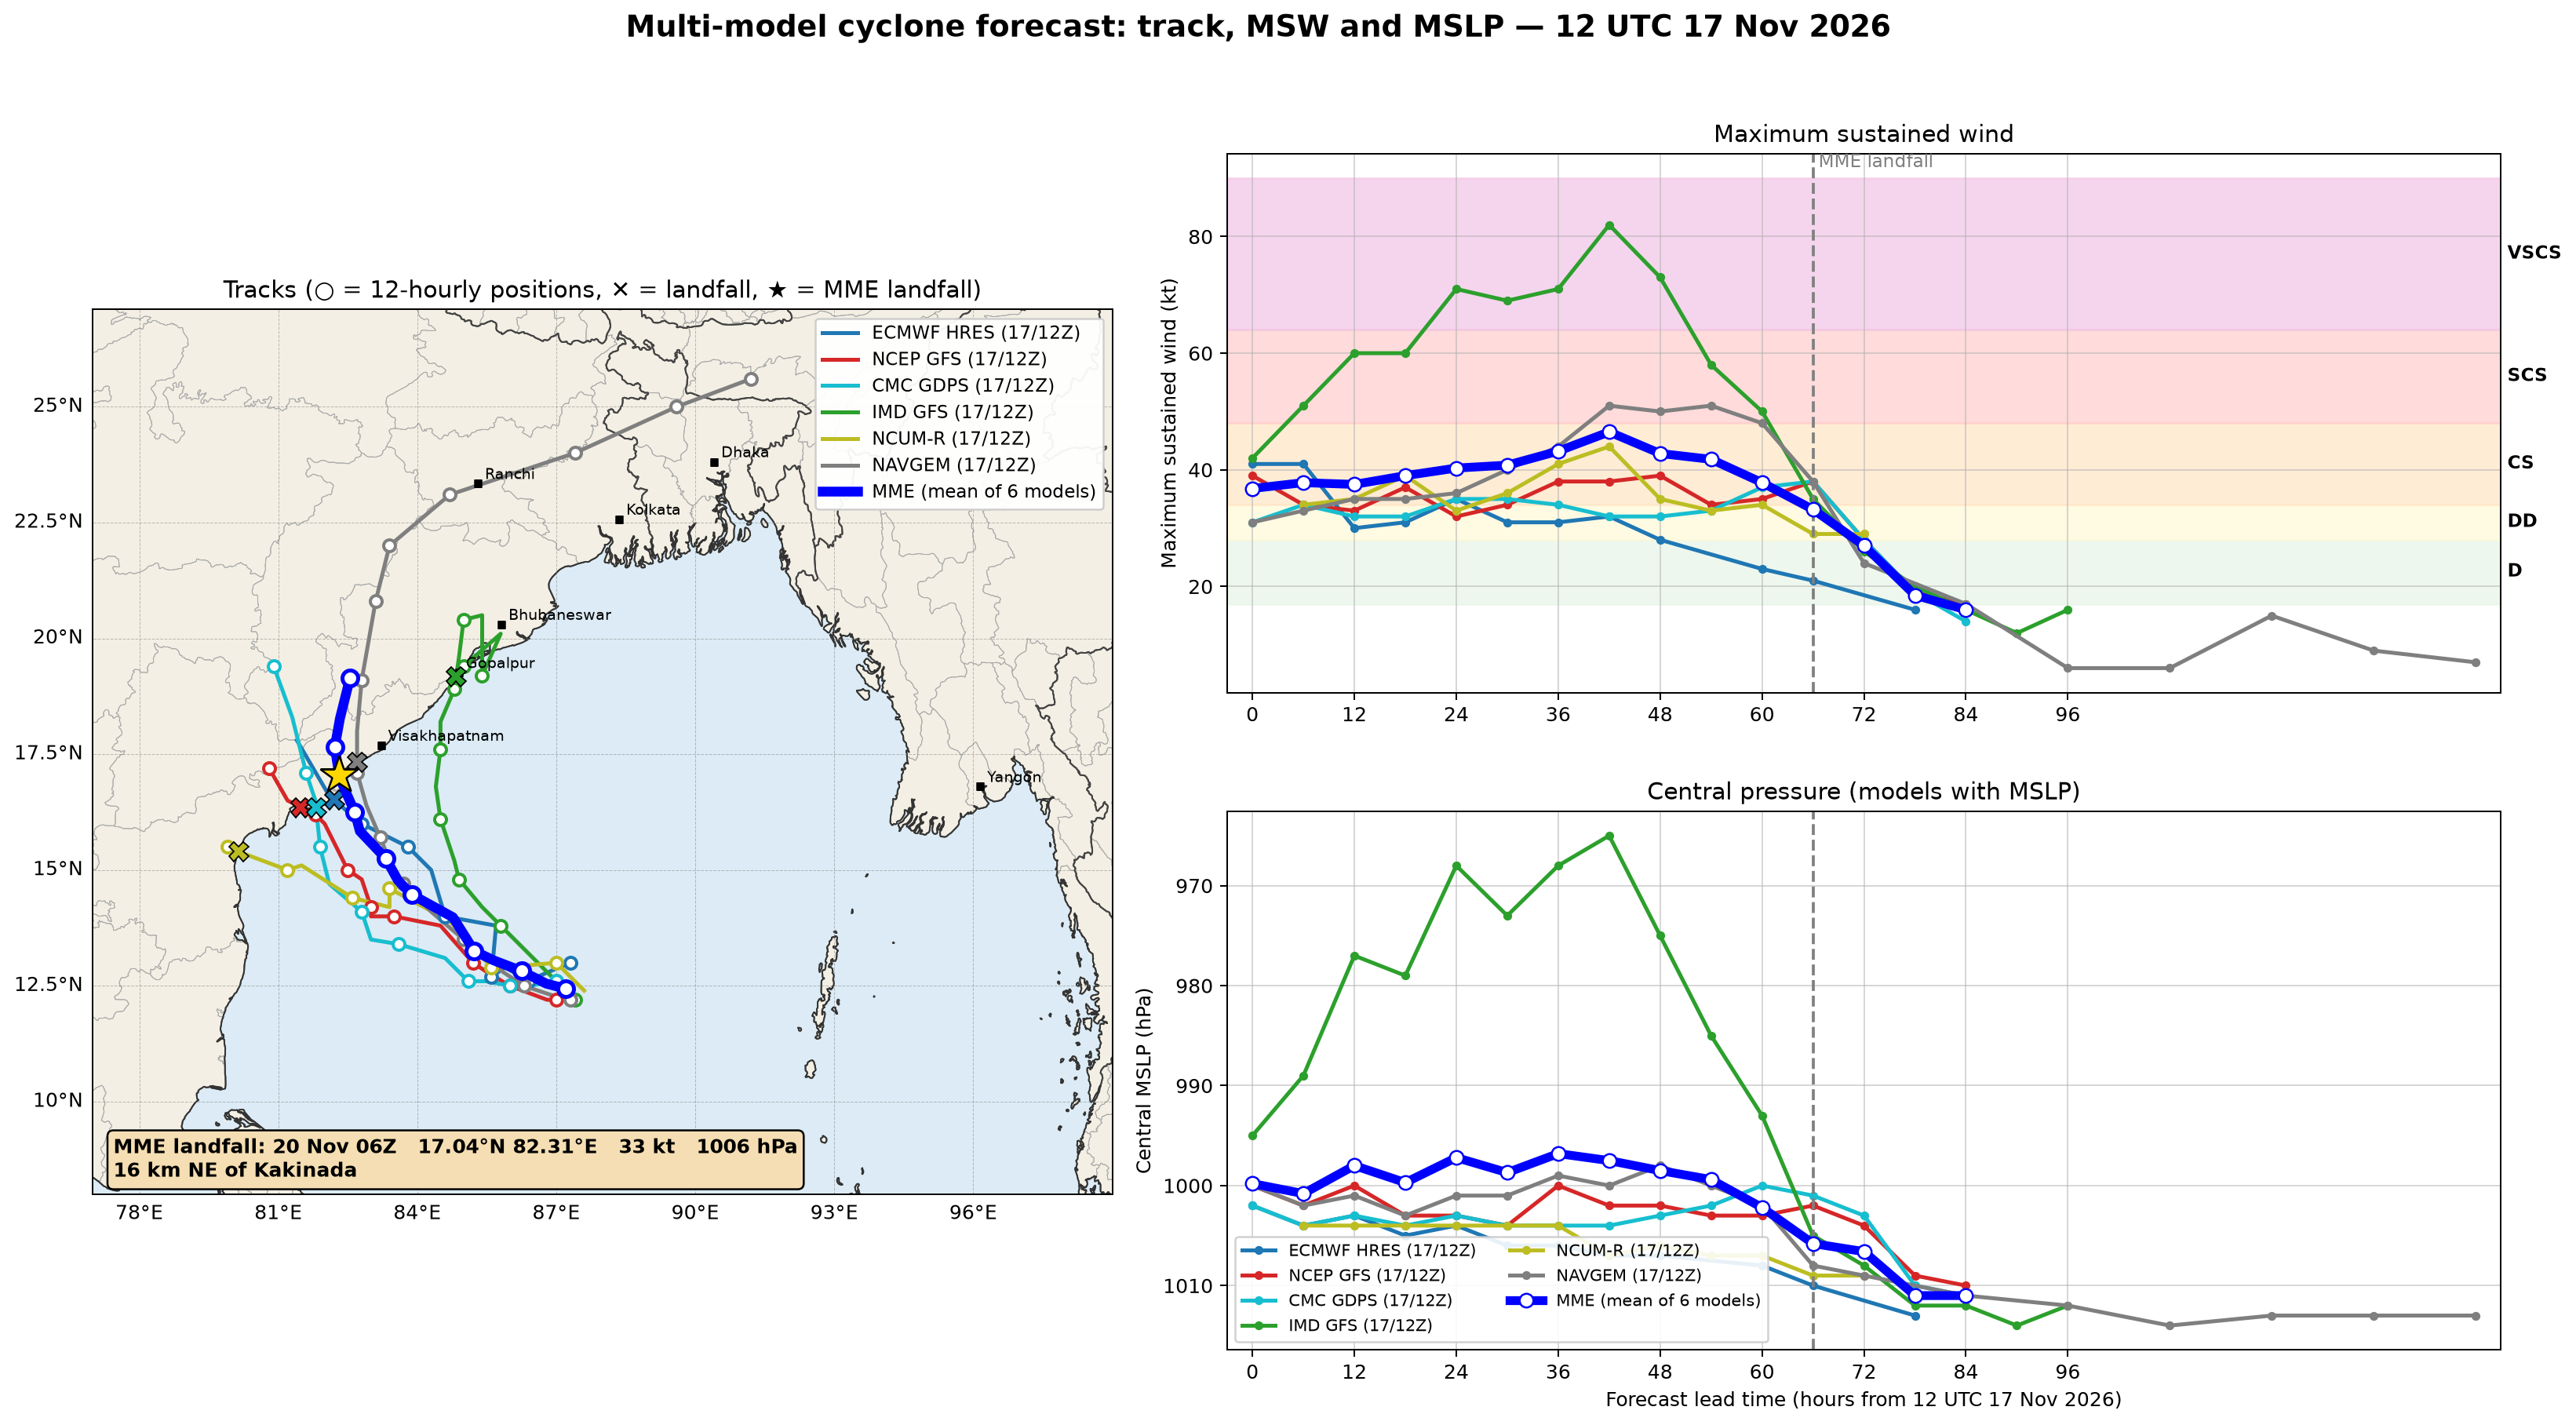 Multi-model cyclone forecast: track, MSW and MSLP — 12 UTC 17 Nov 2026
Tracks (○ = 12-hourly positions, ✕ = landfall, ★ = MME landfall)
ECMWF HRES (17/12Z)
NCEP GFS (17/12Z)
CMC GDPS (17/12Z)
IMD GFS (17/12Z)
NCUM-R (17/12Z)
NAVGEM (17/12Z)
MME (mean of 6 models)
25°N
22.5°N
20°N
17.5°N
15°N
12.5°N
10°N
Dhaka
Ranchi
Kolkata
Bhubaneswar
Gopalpur
Visakhapatnam
Yangon
MME landfall: 20 Nov 06Z 17.04°N 82.31°E 33 kt 1006 hPa
16 km NE of Kakinada
78°E 81°E 84°E 87°E 90°E 93°E 96°E
Maximum sustained wind
MME landfall
Maximum sustained wind (kt)
80
60
40
20
VSCS
SCS
CS
DD
D
0 12 24 36 48 60 72 84 96
Central pressure (models with MSLP)
Central MSLP (hPa)
970
980
990
1000
1010
ECMWF HRES (17/12Z)
NCEP GFS (17/12Z)
CMC GDPS (17/12Z)
IMD GFS (17/12Z)
NCUM-R (17/12Z)
NAVGEM (17/12Z)
MME (mean of 6 models)
0 12 24 36 48 60 72 84 96
Forecast lead time (hours from 12 UTC 17 Nov 2026)